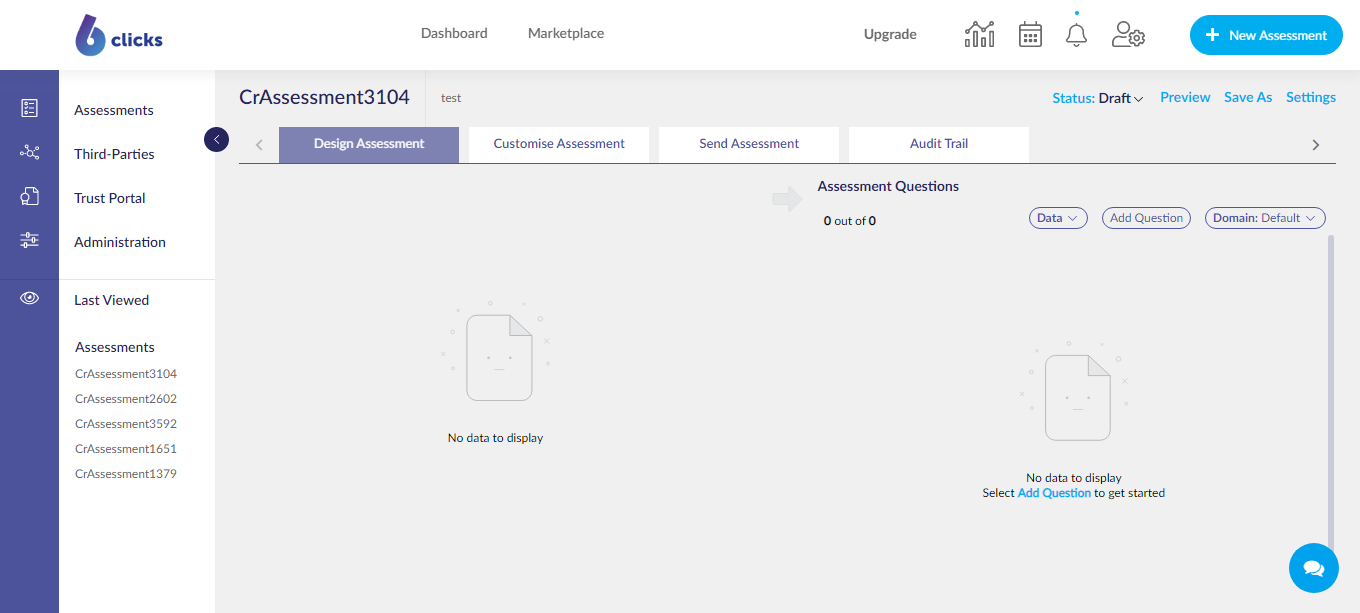 6clicks
Dashboard
Marketplace
Upgrade
+ New Assessment
Assessments
Third-Parties
Trust Portal
Administration
Last Viewed
Assessments
CrAssessment3104
CrAssessment2602
CrAssessment3592
CrAssessment1651
CrAssessment1379
CrAssessment3104
test
Status: Draft
Preview
Save As
Settings
Design Assessment
Customise Assessment
Send Assessment
Audit Trail
Assessment Questions
0 out of 0
Data
Add Question
Domain: Default
No data to display
No data to display
Select Add Question to get started